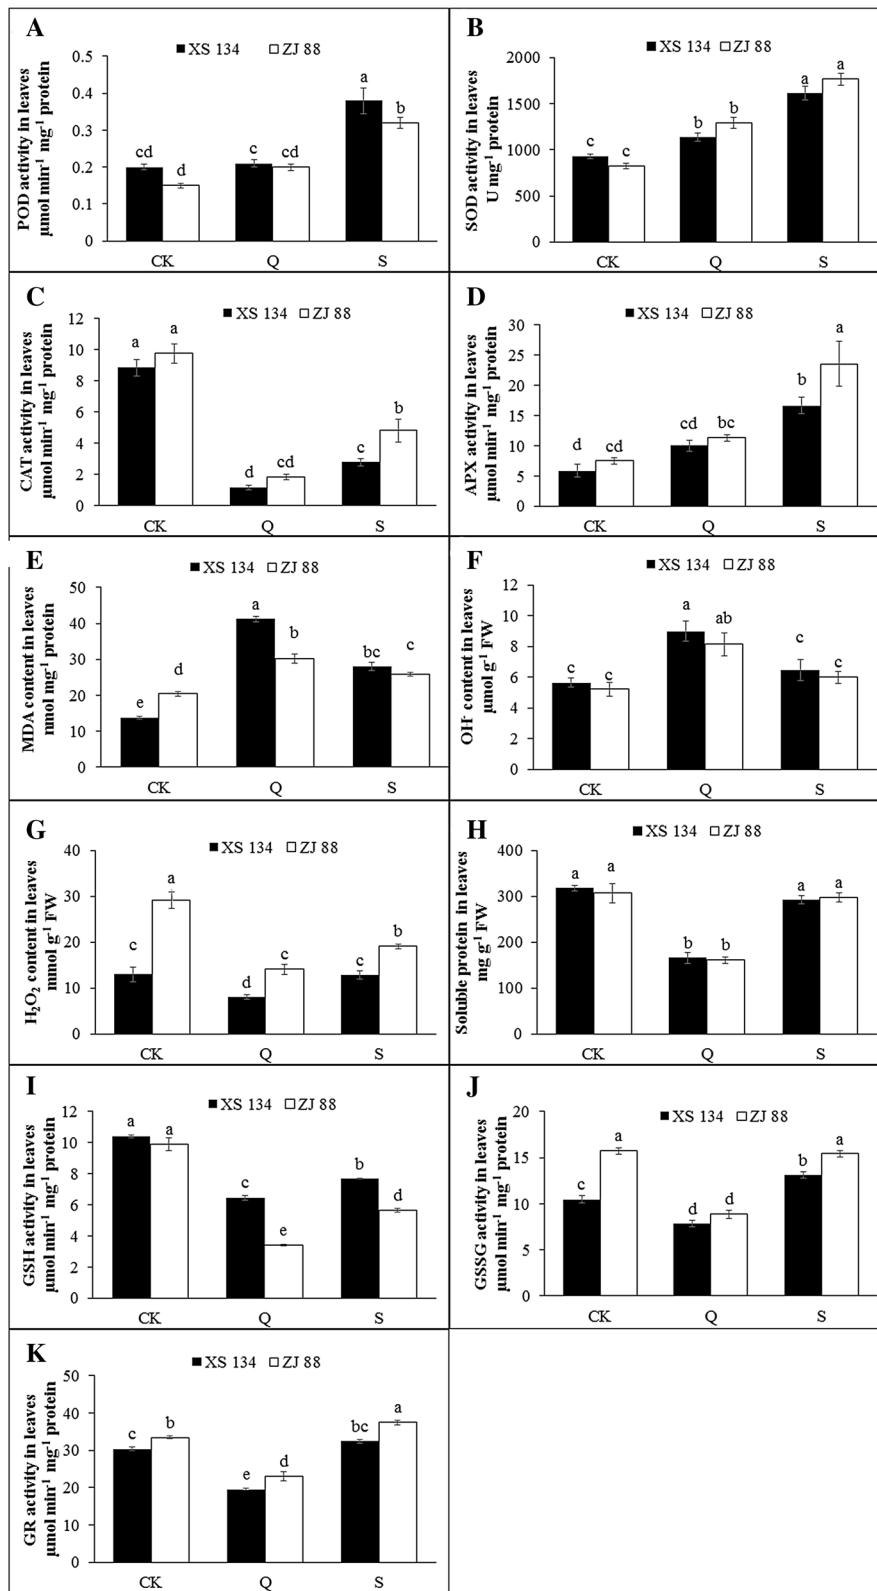 A
■ XS 134 □ ZJ 88
POD activity in leaves
µmol min⁻¹ mg⁻¹ protein
0.5
0.4
0.3
0.2
0.1
0
cd d c cd a b
CK Q S
B
■ XS 134 □ ZJ 88
SOD activity in leaves
U mg⁻¹ protein
2000
1500
1000
500
0
c c b b a a
CK Q S
C
■ XS 134 □ ZJ 88
CAT activity in leaves
µmol min⁻¹ mg⁻¹ protein
12
10
8
6
4
2
0
a a d cd c b
CK Q S
D
■ XS 134 □ ZJ 88
APX activity in leaves
µmol min⁻¹ mg⁻¹ protein
30
25
20
15
10
5
0
d cd cd bc b a
CK Q S
E
■ XS 134 □ ZJ 88
MDA content in leaves
nmol mg⁻¹ protein
50
40
30
20
10
0
e d a b bc c
CK Q S
F
■ XS 134 □ ZJ 88
OH⁻ content in leaves
µmol g⁻¹ FW
12
10
8
6
4
2
0
c c a ab c c
CK Q S
G
■ XS 134 □ ZJ 88
H₂O₂ content in leaves
mmol g⁻¹ FW
40
30
20
10
0
c a d c c b
CK Q S
H
■ XS 134 □ ZJ 88
Soluble protein in leaves
mg g⁻¹ FW
400
300
200
100
0
a a b b a a
CK Q S
I
■ XS 134 □ ZJ 88
GSH activity in leaves
µmol min⁻¹ mg⁻¹ protein
12
10
8
6
4
2
0
a a c e b d
CK Q S
J
■ XS 134 □ ZJ 88
GSSG activity in leaves
µmol min⁻¹ mg⁻¹ protein
20
15
10
5
0
c a d d b a
CK Q S
K
■ XS 134 □ ZJ 88
GR activity in leaves
µmol min⁻¹ mg⁻¹ protein
50
40
30
20
10
0
c b e d bc a
CK Q S